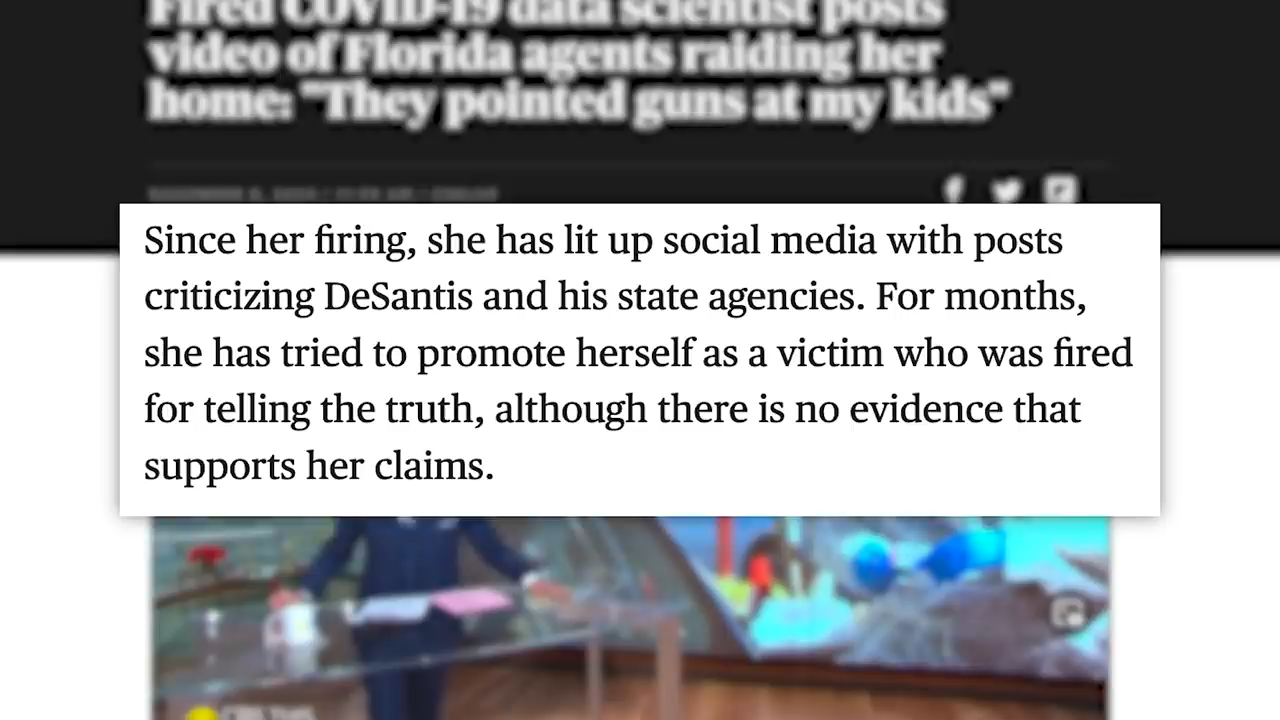 Fired COVID-19 data scientist posts
video of Florida agents raiding her
home: "They pointed guns at my kids"
Since her firing, she has lit up social media with posts
criticizing DeSantis and his state agencies. For months,
she has tried to promote herself as a victim who was fired
for telling the truth, although there is no evidence that
supports her claims.